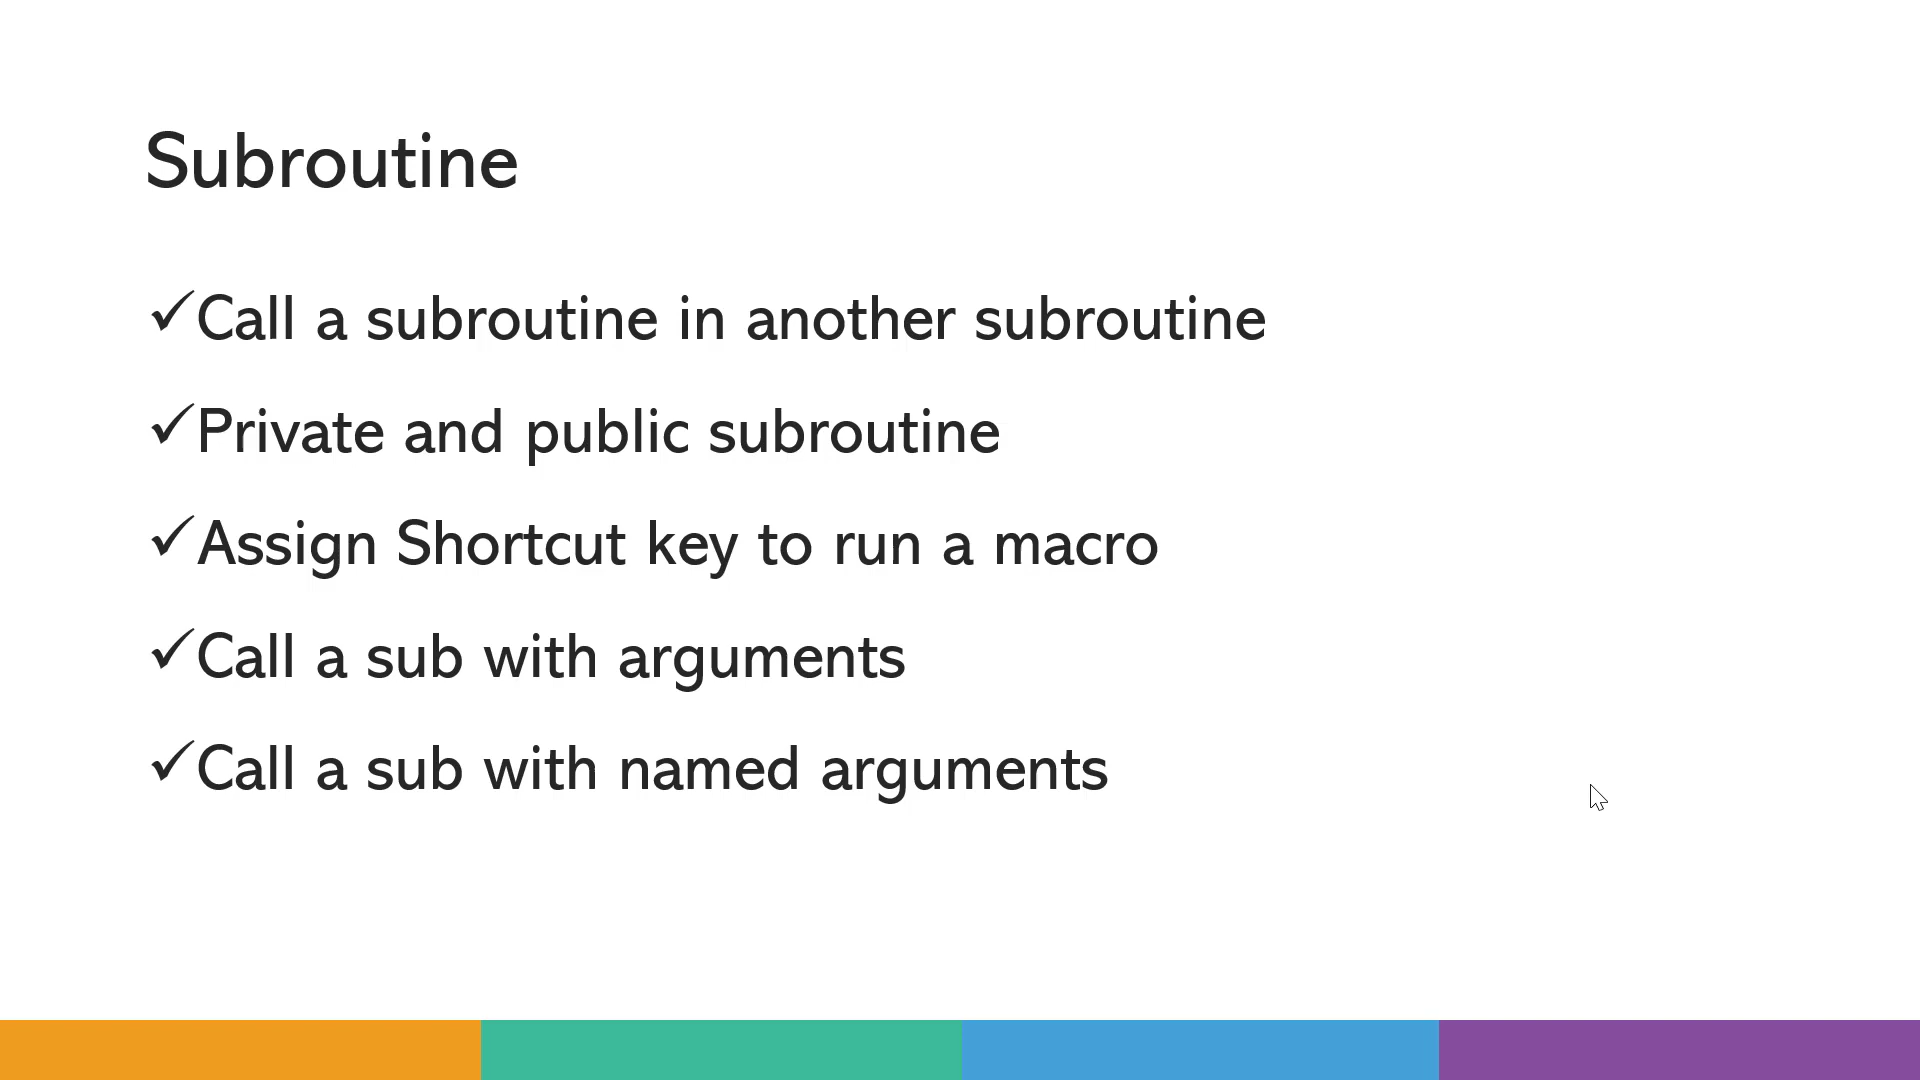 Subroutine
✓Call a subroutine in another subroutine
✓Private and public subroutine
✓Assign Shortcut key to run a macro
✓Call a sub with arguments
✓Call a sub with named arguments